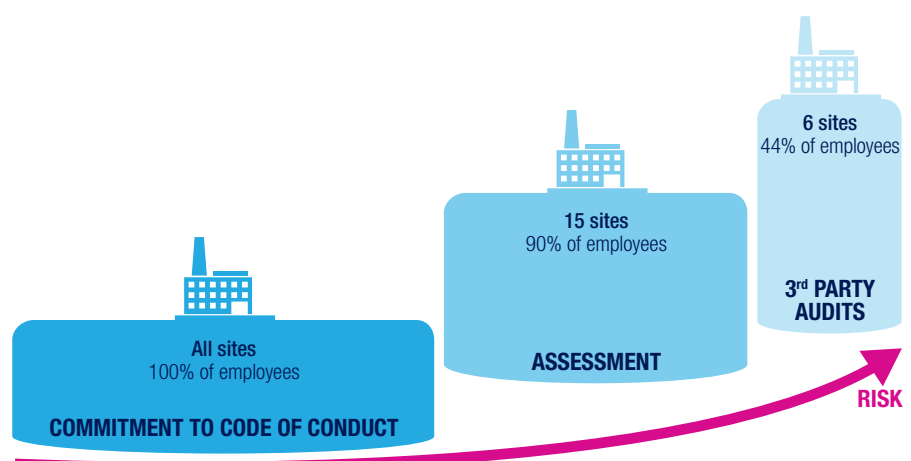 All sites
100% of employees
COMMITMENT TO CODE OF CONDUCT
15 sites
90% of employees
ASSESSMENT
6 sites
44% of employees
3rd PARTY
AUDITS
RISK